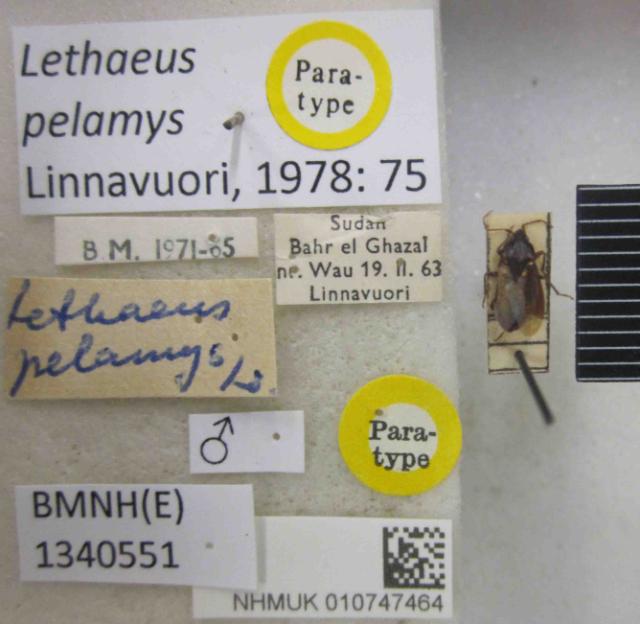 Lethaeus
pelamys
Linnavuori, 1978: 75
Para-
type
B.M. 1971-65
Sudan
Bahr el Ghazal
nr. Wau 19. II. 63
Linnavuori
Lethaeus
pelamys
♂
Para-
type
BMNH(E)
1340551
NHMUK 010747464